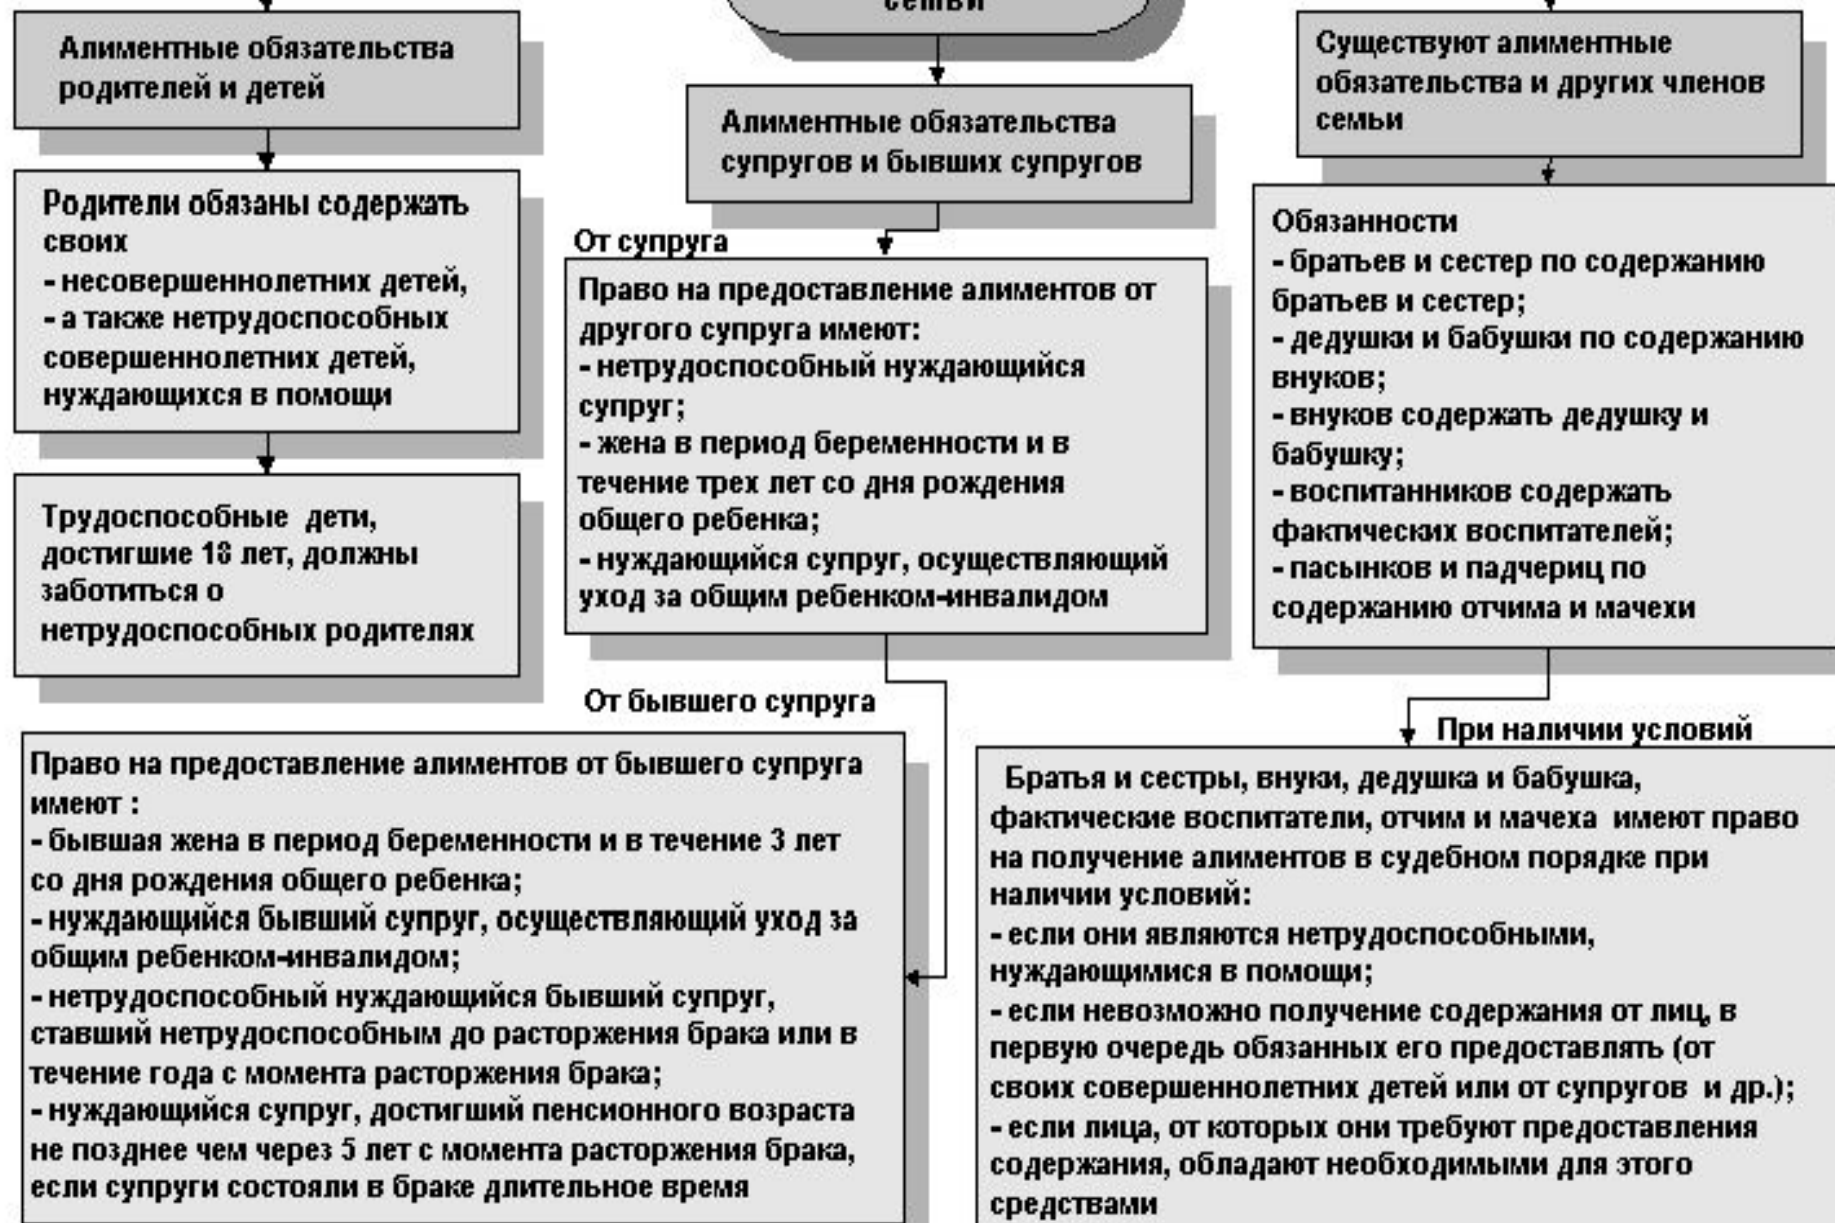 семьи
Алиментные обязательства
родителей и детей
Родители обязаны содержать
своих
- несовершеннолетних детей,
- а также нетрудоспособных
совершеннолетних детей,
нуждающихся в помощи
Трудоспособные дети,
достигшие 18 лет, должны
заботиться о
нетрудоспособных родителях
Алиментные обязательства
супругов и бывших супругов
От супруга
Право на предоставление алиментов от
другого супруга имеют:
- нетрудоспособный нуждающийся
супруг;
- жена в период беременности и в
течение трех лет со дня рождения
общего ребенка;
- нуждающийся супруг, осуществляющий
уход за общим ребенком-инвалидом
От бывшего супруга
Право на предоставление алиментов от бывшего супруга
имеют :
- бывшая жена в период беременности и в течение 3 лет
со дня рождения общего ребенка;
- нуждающийся бывший супруг, осуществляющий уход за
общим ребенком-инвалидом;
- нетрудоспособный нуждающийся бывший супруг,
ставший нетрудоспособным до расторжения брака или в
течение года с момента расторжения брака;
- нуждающийся супруг, достигший пенсионного возраста
не позднее чем через 5 лет с момента расторжения брака,
если супруги состояли в браке длительное время
Существуют алиментные
обязательства и других членов
семьи
Обязанности
- братьев и сестер по содержанию
братьев и сестер;
- дедушки и бабушки по содержанию
внуков;
- внуков содержать дедушку и
бабушку;
- воспитанников содержать
фактических воспитателей;
- пасынков и падчериц по
содержанию отчима и мачехи
При наличии условий
Братья и сестры, внуки, дедушка и бабушка,
фактические воспитатели, отчим и мачеха имеют право
на получение алиментов в судебном порядке при
наличии условий:
- если они являются нетрудоспособными,
нуждающимися в помощи;
- если невозможно получение содержания от лиц, в
первую очередь обязанных его предоставлять (от
своих совершеннолетних детей или от супругов и др.);
- если лица, от которых они требуют предоставления
содержания, обладают необходимыми для этого
средствами